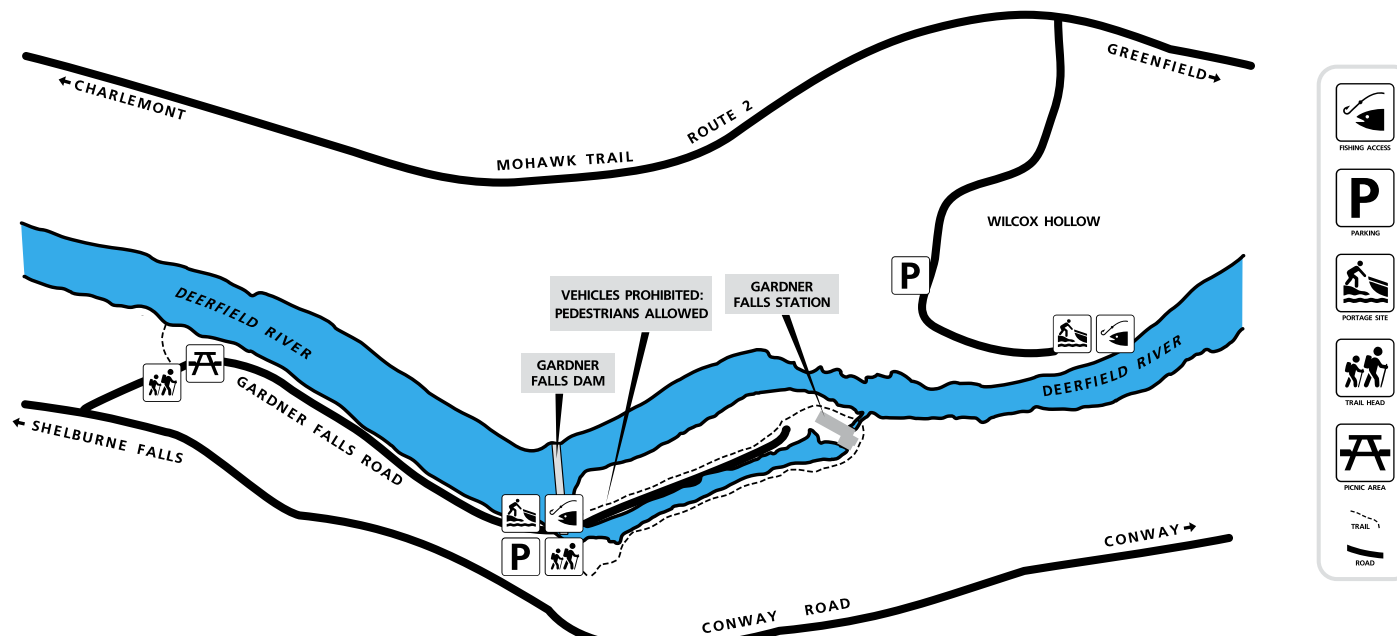 GREENFIELD
CHARLEMONT
ROUTE 2
MOHAWK TRAIL
FISHING ACCESS
P
PARKING
WILCOX HOLLOW
P
DEERFIELD RIVER
VEHICLES PROHIBITED:
PEDESTRIANS ALLOWED
GARDNER
FALLS STATION
PORTAGE SITE
GARDNER
FALLS DAM
DEERFIELD RIVER
TRAIL HEAD
GARDNER FALLS ROAD
SHELBURNE FALLS
PICNIC AREA
TRAIL
P
CONWAY
ROAD
CONWAY ROAD